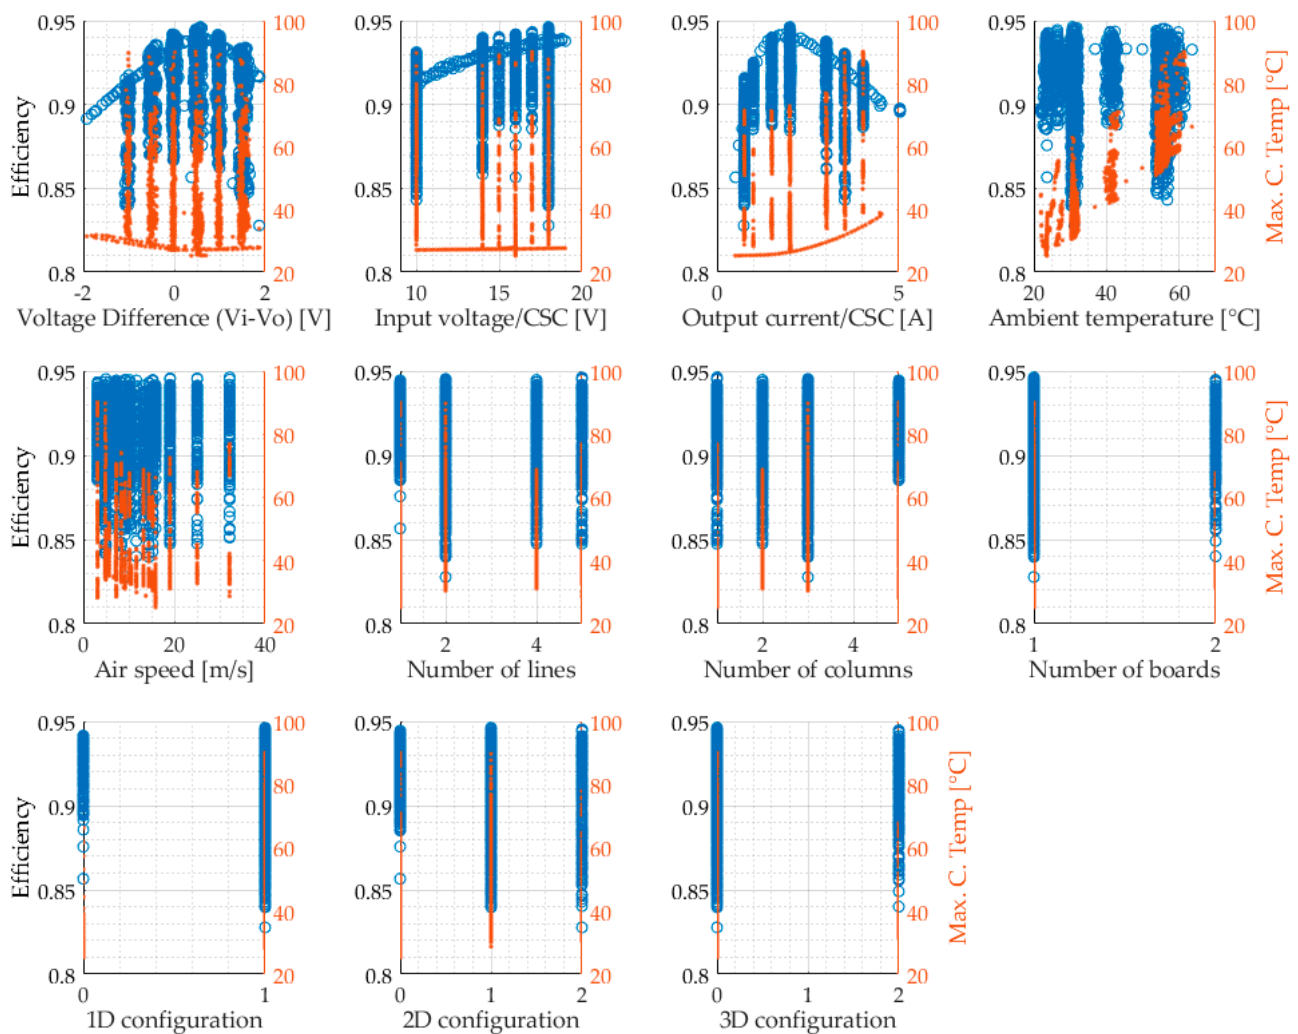 0.95 100 0.95 100 0.95 100 0.95 100
80 80 80 80
0.9 0.9 0.9 0.9
60 60 60 60
0.85 0.85 0.85 0.85
40 40 40 40
0.8 20 0.8 20 0.8 20 0.8 20
Efficiency
Max. C. Temp [°C]
-2 0 2 10 15 20 0 5 20 40 60
Voltage Difference (Vi-Vo) [V] Input voltage/CSC [V] Output current/CSC [A] Ambient temperature [°C]
0.95 100 0.95 100 0.95 100 0.95 100
80 80 80 80
0.9 0.9 0.9 0.9
60 60 60 60
0.85 0.85 0.85 0.85
40 40 40 40
0.8 20 0.8 20 0.8 20 0.8 20
Efficiency
Max. C. Temp [°C]
0 20 40 2 4 2 4 1 2
Air speed [m/s] Number of lines Number of columns Number of boards
0.95 100 0.95 100 0.95 100
80 80 80
0.9 0.9 0.9
60 60 60
0.85 0.85 0.85
40 40 40
0.8 20 0.8 20 0.8 20
Efficiency
Max. C. Temp [°C]
0 1 0 1 2 0 1 2
1D configuration 2D configuration 3D configuration